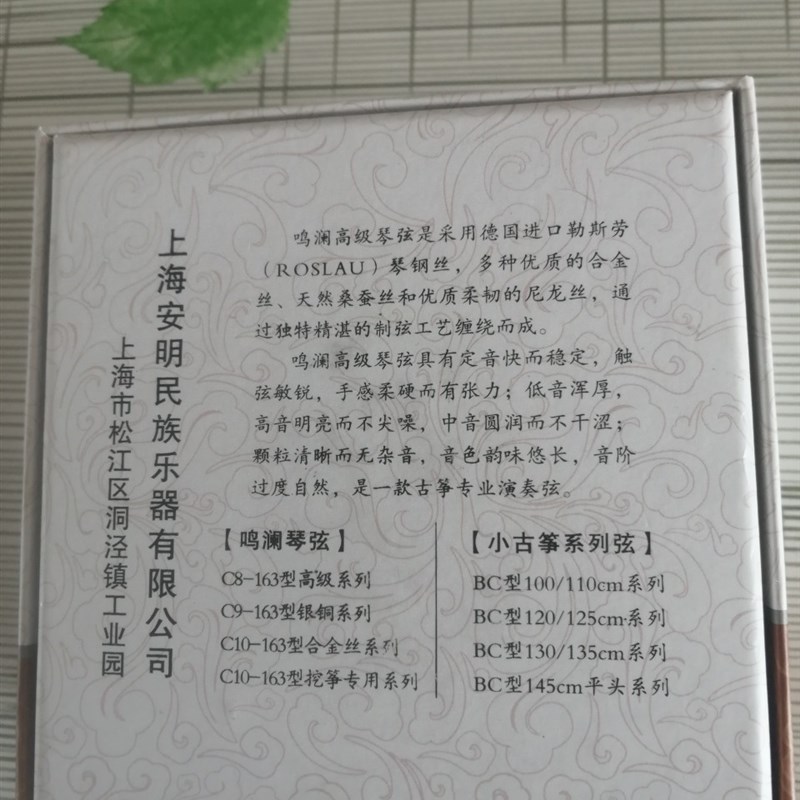 上海安明民族乐器有限公司
上海市松江区洞泾镇工业园
鸣澜高级琴弦是采用德国进口勒斯劳
（ROSLAU）琴钢丝，多种优质的合金
丝、天然桑蚕丝和优质柔韧的尼龙丝，通
过独特精湛的制弦工艺缠绕而成。
鸣澜高级琴弦具有定音快而稳定，触
弦敏锐，手感柔硬而有张力；低音浑厚，
高音明亮而不尖噪，中音圆润而不干涩；
颗粒清晰而无杂音，音色韵味悠长，音阶
过度自然，是一款古筝专业演奏弦。
【鸣澜琴弦】
C8-163型高级系列
C9-163型银铜系列
C10-163型合金丝系列
C10-163型挖筝专用系列
【小古筝系列弦】
BC型100/110cm系列
BC型120/125cm系列
BC型130/135cm系列
BC型145cm平头系列